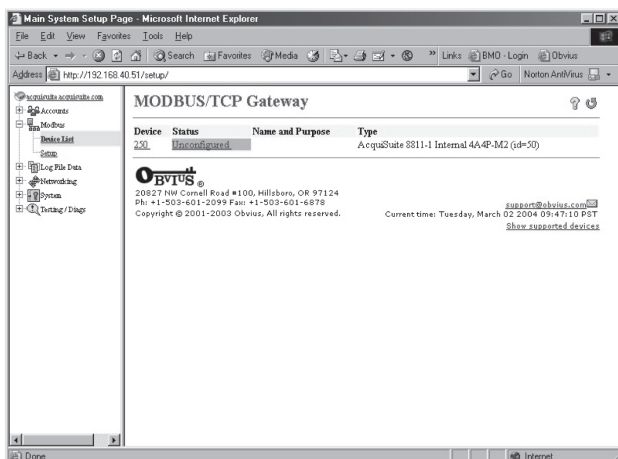 Main System Setup Page - Microsoft Internet Explorer
File Edit View Favorites Tools Help
Back Search Favorites Media » Links BMO - Login Obvius
Address http://192.168.40.51/setup/ Go Norton AntiVirus
acquisuite.acquisuite.com
Accounts
Modbus
Device List
Setup
Log File Data
Networking
System
Testing / Diags
MODBUS/TCP Gateway
Device Status Name and Purpose Type
250 Unconfigured AcquiSuite 8811-1 Internal 4A4P-M2 (id=50)
OBVIUS ®
20827 NW Cornell Road #100, Hillsboro, OR 97124
Ph: +1-503-601-2099 Fax: +1-503-601-6878
Copyright © 2001-2003 Obvius, All rights reserved.
support@obvius.com
Current time: Tuesday, March 02 2004 09:47:10 PST
Show supported devices
Done Internet